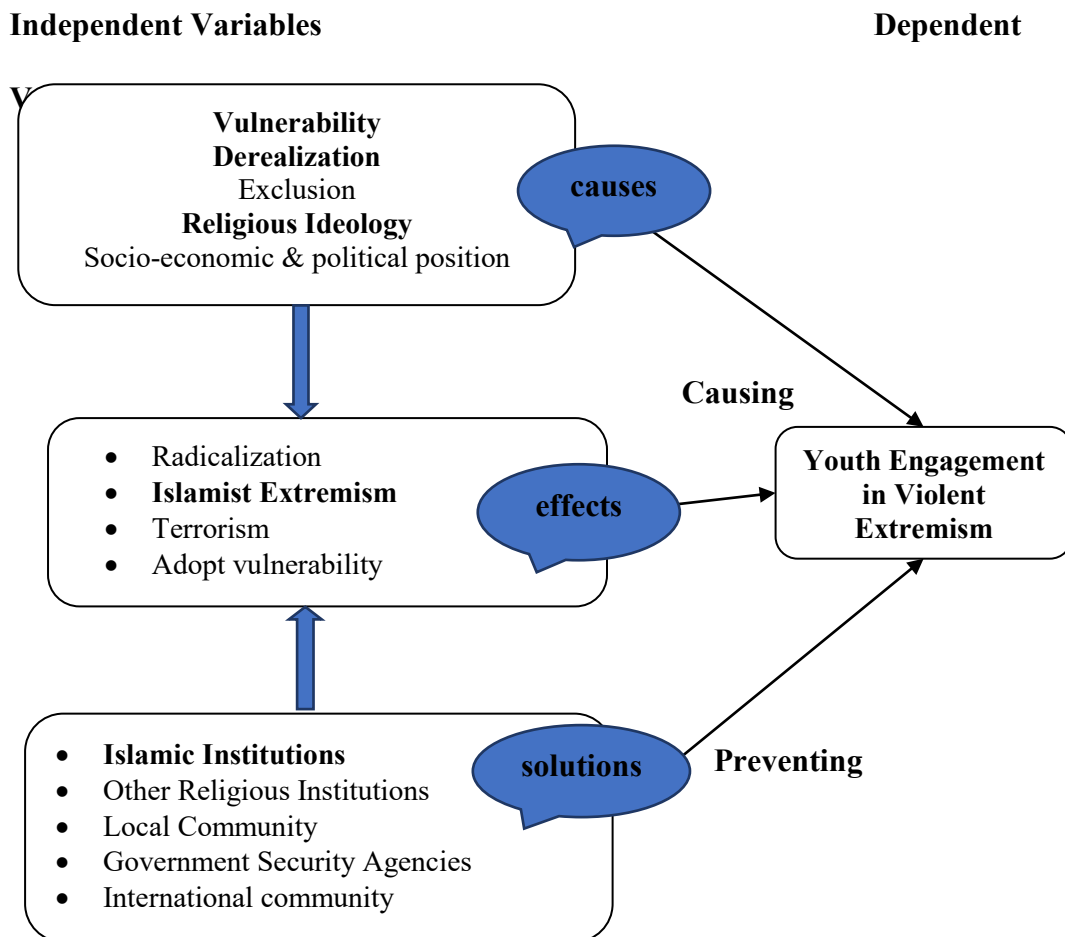 Independent Variables Dependent
V
Vulnerability
Derealization
Exclusion
Religious Ideology
Socio-economic & political position
causes
Causing
• Radicalization
• Islamist Extremism
• Terrorism
• Adopt vulnerability
effects
Youth Engagement
in Violent
Extremism
• Islamic Institutions
• Other Religious Institutions
• Local Community
• Government Security Agencies
• International community
solutions
Preventing